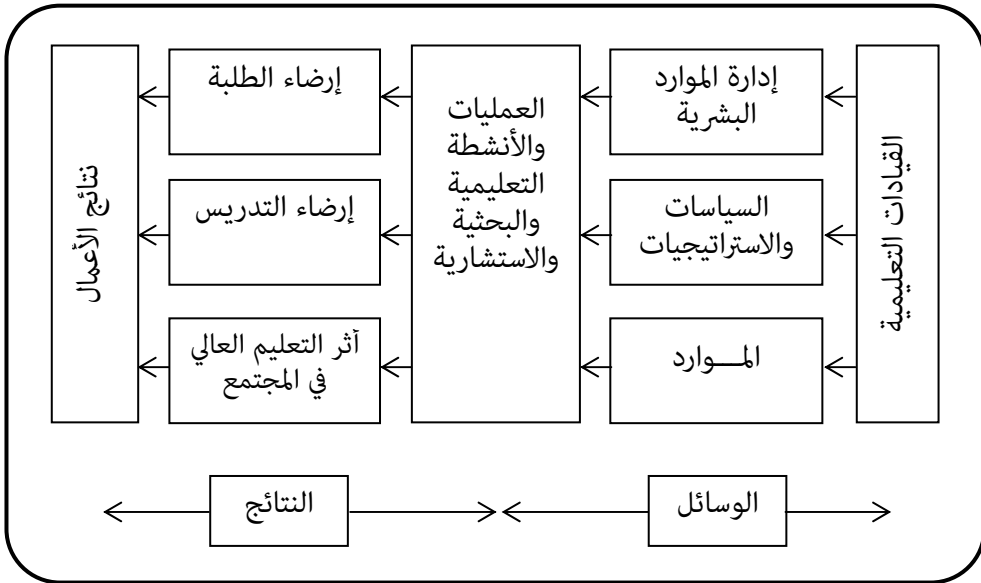 القيادات التعليمية
إدارة الموارد
البشرية
السياسات
والاستراتيجيات
المـــوارد
العمليات
والأنشطة
التعليمية
والبحثية
والاستشارية
إرضاء الطلبة
إرضاء التدريس
أثر التعليم العالي
في المجتمع
نتائج الأعمال
الوسائل
النتائج